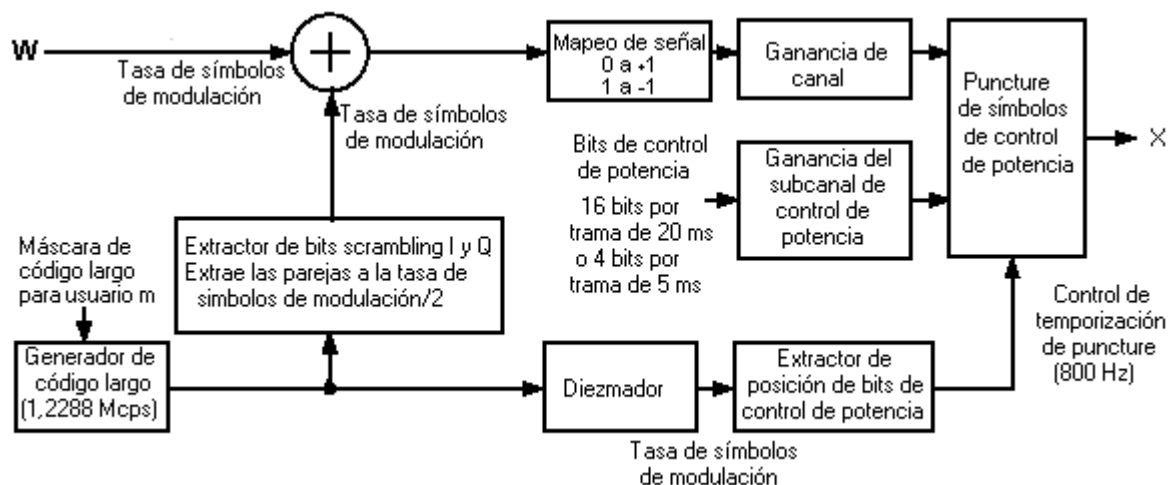 W
Tasa de símbolos
de modulación
Tasa de símbolos
de modulación
Mapeo de señal
0 a +1
1 a -1
Ganancia de
canal
Puncture
de símbolos
de control
de potencia
X
Bits de control
de potencia
16 bits por
trama de 20 ms
o 4 bits por
trama de 5 ms
Ganancia del
subcanal de
control de
potencia
Máscara de
código largo
para usuario m
Extractor de bits scrambling I y Q
Extrae las parejas a la tasa de
simbolos de modulación/2
Generador de
código largo
(1,2288 Mcps)
Diezmador
Extractor de
posición de bits de
control de potencia
Control de
temporización
de puncture
(800 Hz)
Tasa de símbolos
de modulación